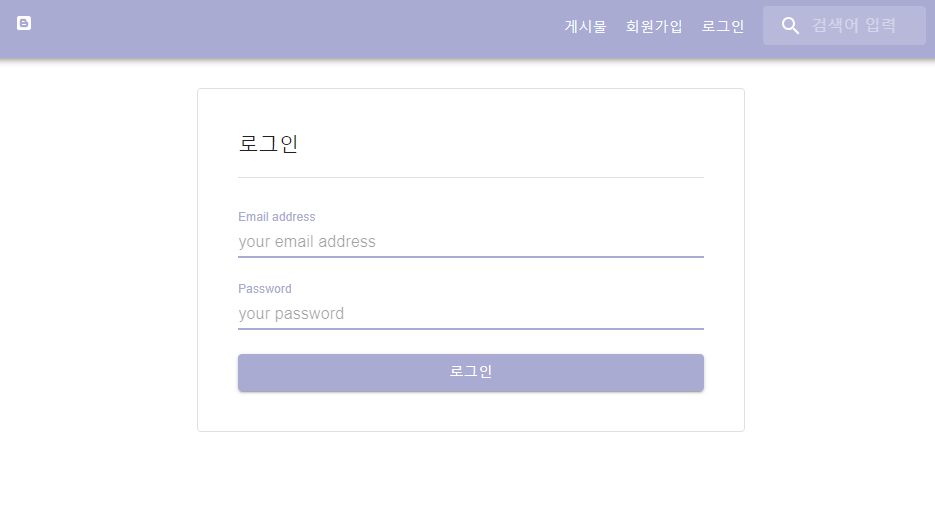 게시물 회원가입 로그인 검색어 입력
로그인
Email address
your email address
Password
your password
로그인